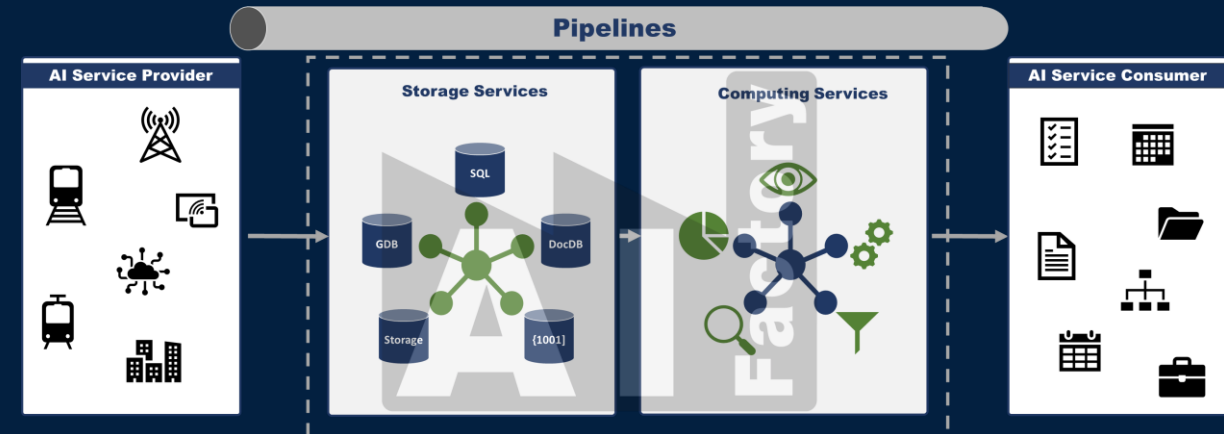 Pipelines
AI Service Provider
Storage Services
SQL
GDB
DocDB
Storage
{1001]
Computing Services
AI Service Consumer
AI
Factory